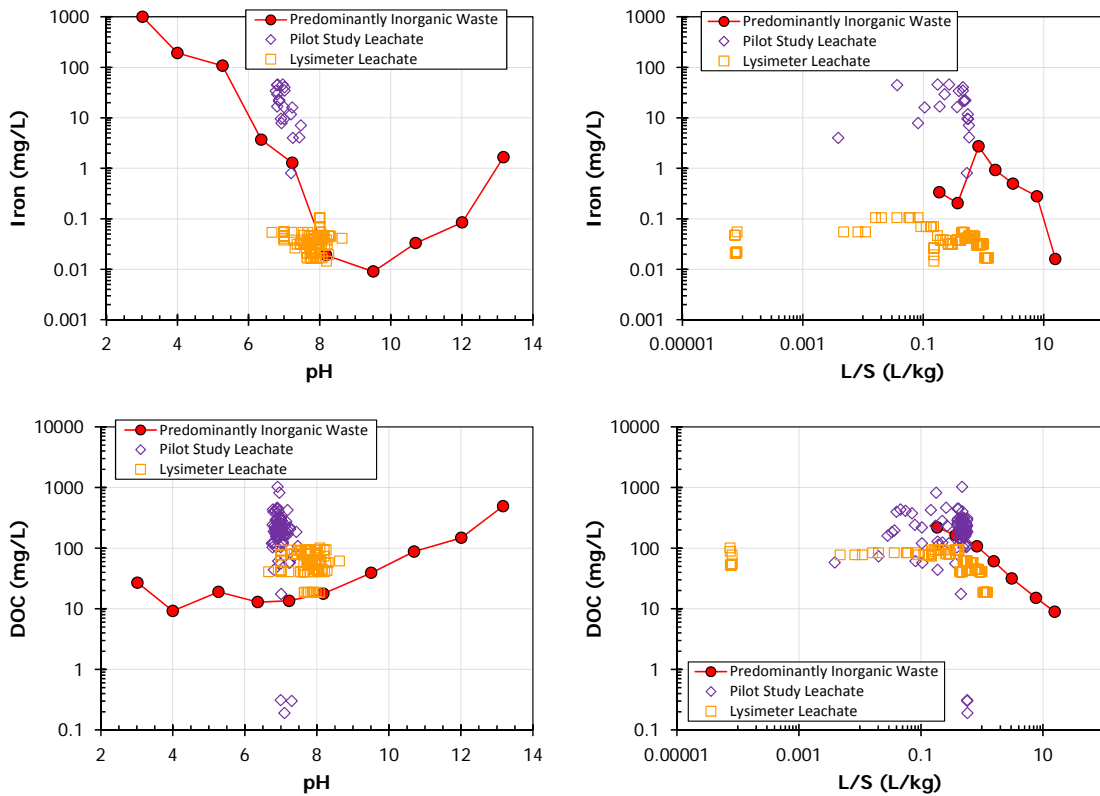 Predominantly Inorganic Waste
Pilot Study Leachate
Lysimeter Leachate
Iron (mg/L)
1000
100
10
1
0.1
0.01
0.001
2 4 6 8 10 12 14
pH
Predominantly Inorganic Waste
Pilot Study Leachate
Lysimeter Leachate
Iron (mg/L)
1000
100
10
1
0.1
0.01
0.001
0.00001 0.001 0.1 10
L/S (L/kg)
Predominantly Inorganic Waste
Pilot Study Leachate
Lysimeter Leachate
DOC (mg/L)
10000
1000
100
10
1
0.1
2 4 6 8 10 12 14
pH
DOC (mg/L)
10000
1000
100
10
1
0.1
Predominantly Inorganic Waste
Pilot Study Leachate
Lysimeter Leachate
0.00001 0.001 0.1 10
L/S (L/kg)